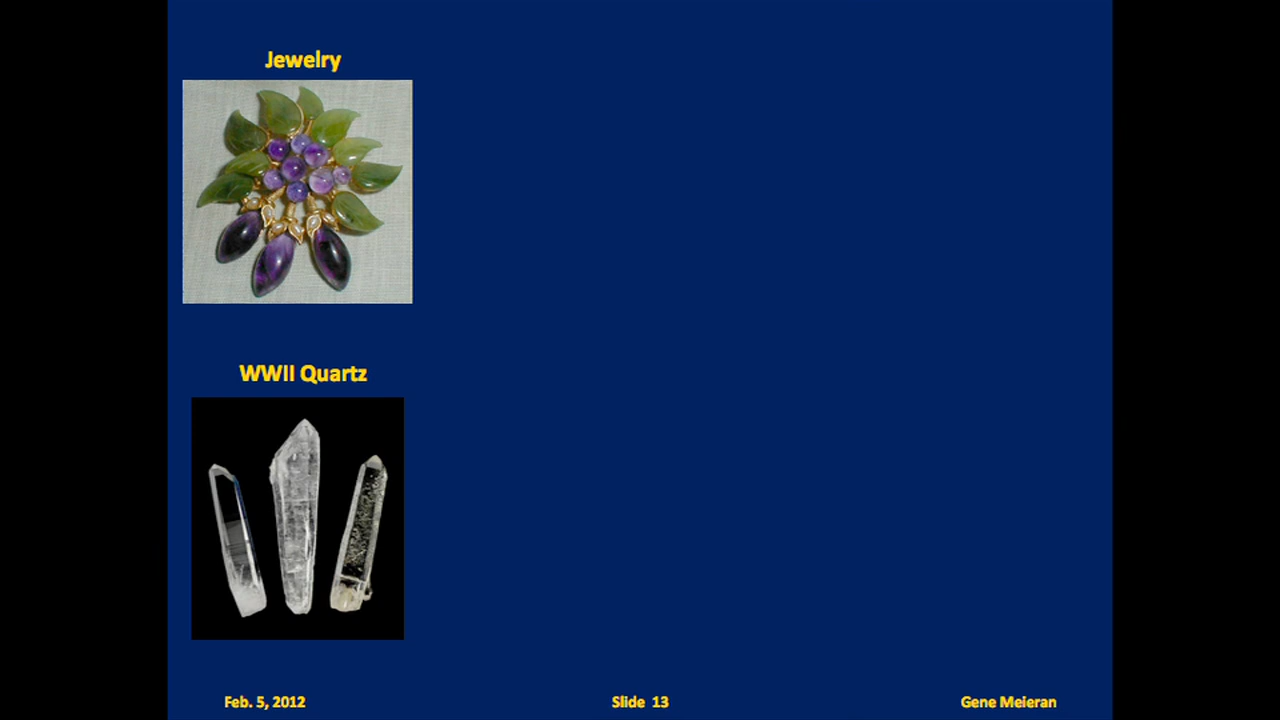 Jewelry
WWII Quartz
Feb. 5, 2012
Slide 13
Gene Meieran